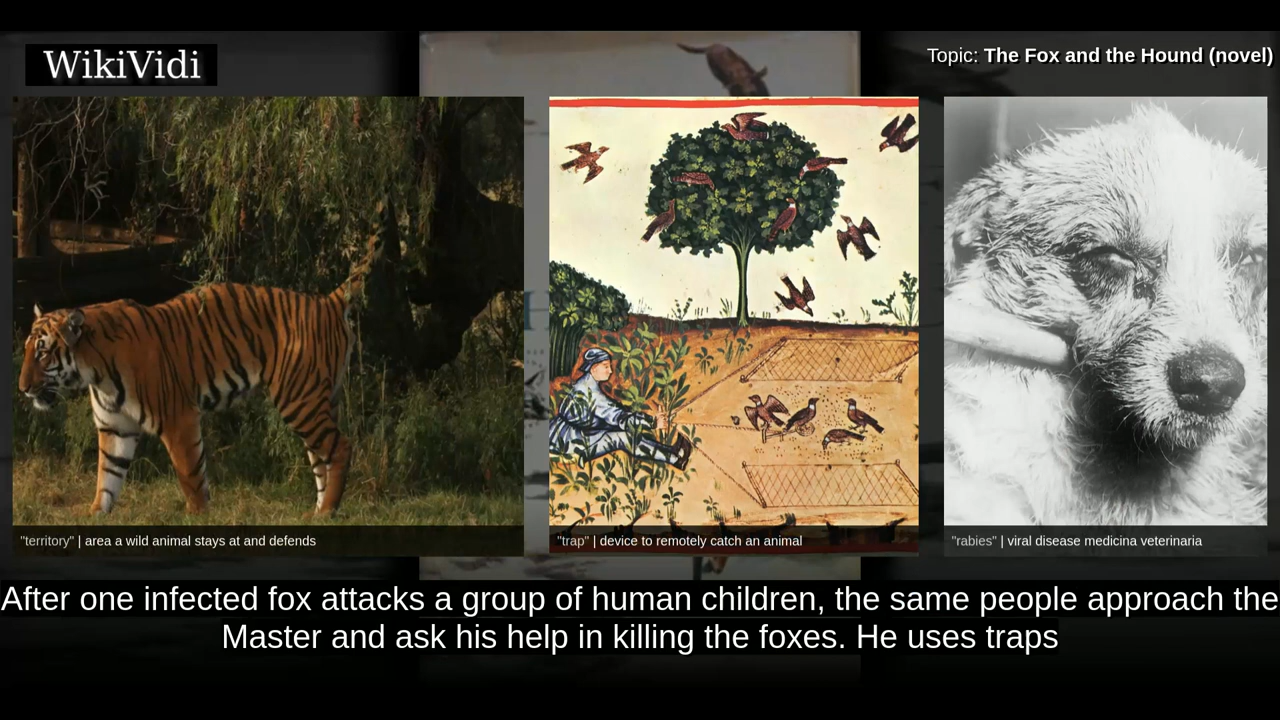 WikiVidi
Topic: The Fox and the Hound (novel)
"territory" | area a wild animal stays at and defends
"trap" | device to remotely catch an animal
"rabies" | viral disease medicina veterinaria
After one infected fox attacks a group of human children, the same people approach the
Master and ask his help in killing the foxes. He uses traps